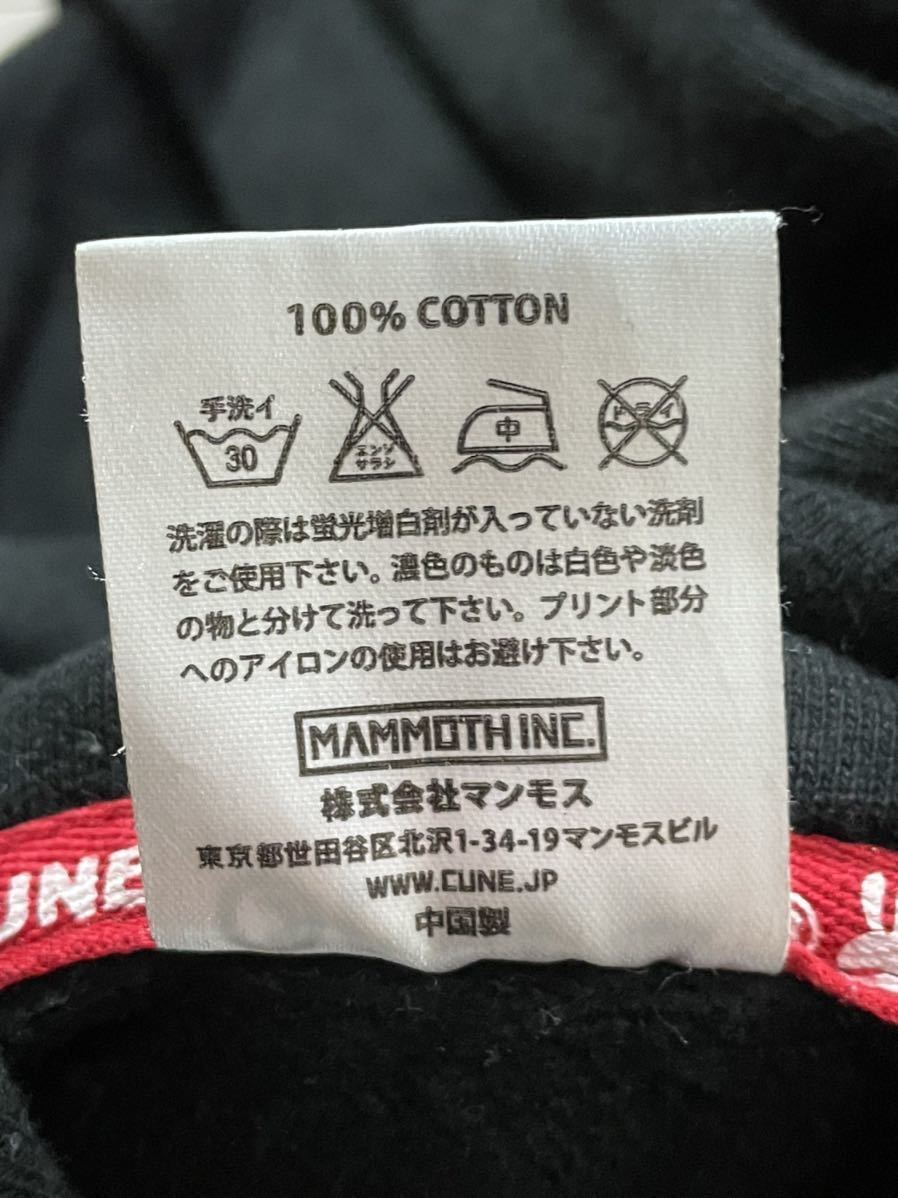 100% COTTON
手洗イ
30
エンソ
サラシ
中
ドライ
洗濯の際は蛍光増白剤が入っていない洗剤
をご使用下さい。濃色のものは白色や淡色
の物と分けて洗って下さい。プリント部分
へのアイロンの使用はお避け下さい。
MAMMOTH INC.
株式会社マンモス
東京都世田谷区北沢1-34-19マンモスビル
WWW.CUNE.JP
中国製
UNE